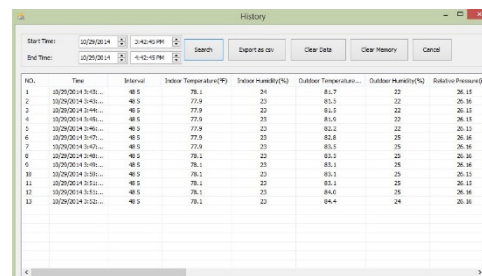 History
Start Time: 10/29/2014 3:42:45 PM Search Export as csv Clear Data Clear Memory Cancel
End Time: 10/29/2014 4:42:45 PM
NO. Time Interval Indoor Temperature(℉) Indoor Humidity(%) Outdoor Temperature... Outdoor Humidity(%) Relative Pressure(i
1 10/29/2014 3:43:... 48 S 78.1 24 81.7 22 26.15
2 10/29/2014 3:43:... 48 S 77.9 23 81.5 22 26.15
3 10/29/2014 3:44:... 48 S 77.9 23 81.5 22 26.15
4 10/29/2014 3:45:... 48 S 77.9 23 81.9 22 26.15
5 10/29/2014 3:46:... 48 S 77.9 23 82.2 22 26.16
6 10/29/2014 3:47:... 48 S 77.9 23 82.8 25 26.16
7 10/29/2014 3:47:... 48 S 77.9 23 83.5 25 26.16
8 10/29/2014 3:48:... 48 S 78.1 23 83.5 25 26.16
9 10/29/2014 3:49:... 48 S 78.1 23 83.1 25 26.16
10 10/29/2014 3:50:... 48 S 78.1 23 83.1 25 26.15
11 10/29/2014 3:51:... 48 S 78.1 23 83.1 25 26.15
12 10/29/2014 3:51:... 48 S 78.1 23 84.0 25 26.16
13 10/29/2014 3:52:... 48 S 78.1 23 84.4 24 26.16